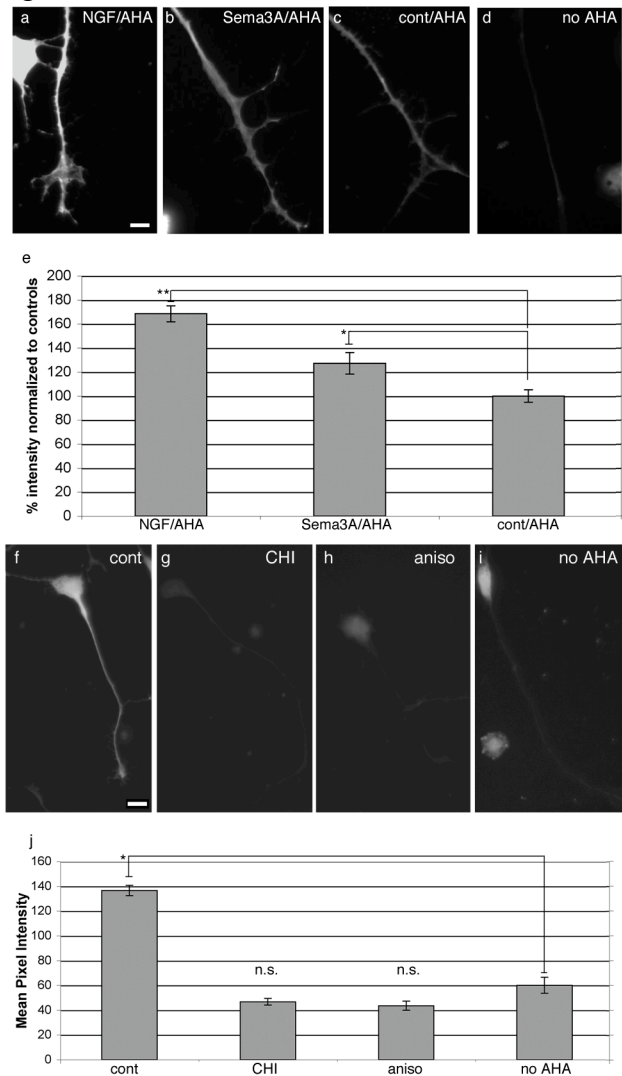 a NGF/AHA b Sema3A/AHA c cont/AHA d no AHA
e
% intensity normalized to controls
200
180
160
140
120
100
80
60
40
20
0
**
*
NGF/AHA Sema3A/AHA cont/AHA
f cont g CHI h aniso i no AHA
j
Mean Pixel Intensity
160
140
120
100
80
60
40
20
0
*
n.s. n.s.
cont CHI aniso no AHA